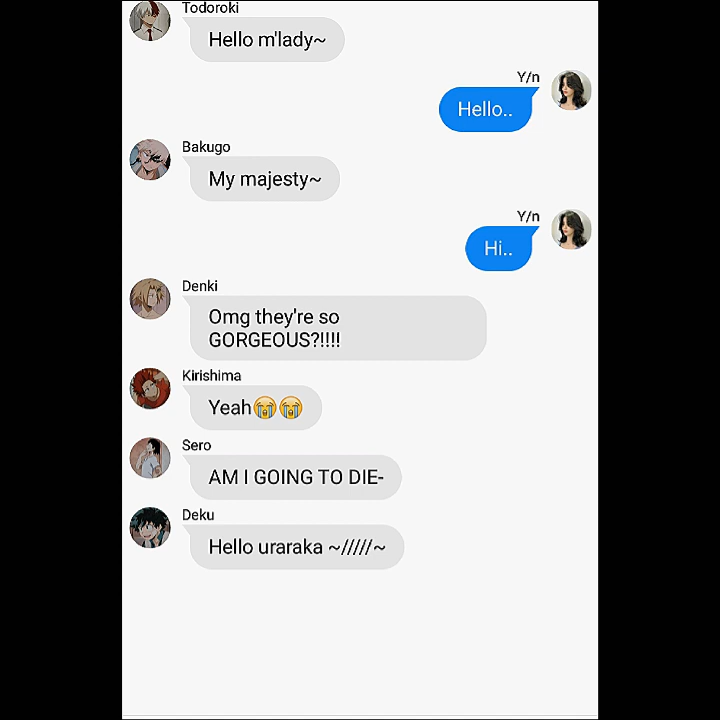 Todoroki
Hello m'lady~
Y/n
Hello..
Bakugo
My majesty~
Y/n
Hi..
Denki
Omg they're so
GORGEOUS?!!!!
Kirishima
Yeah😭😭
Sero
AM I GOING TO DIE-
Deku
Hello uraraka ~/////~